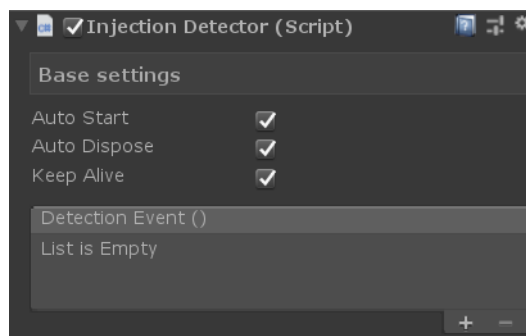 Injection Detector (Script)
Base settings
Auto Start
Auto Dispose
Keep Alive
Detection Event ()
List is Empty